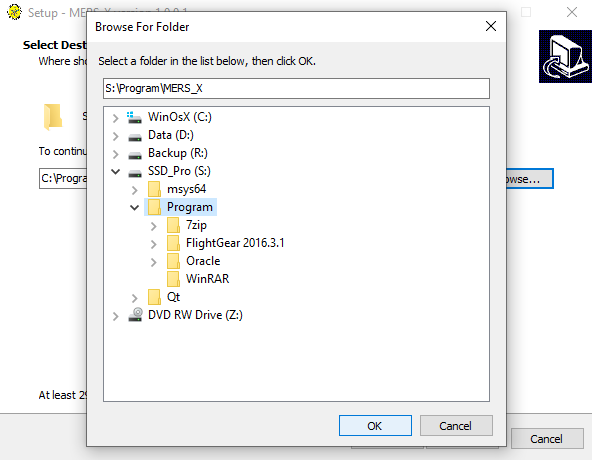 Setup - MERS-X version 1.0.0.1
Browse For Folder
Select Dest
Where sho
Select a folder in the list below, then click OK.
S:\Program\MERS_X
WinOsX (C:)
Data (D:)
Backup (R:)
SSD_Pro (S:)
msys64
Program
7zip
FlightGear 2016.3.1
Oracle
WinRAR
Qt
DVD RW Drive (Z:)
S
To continu
C:\Progra
owse...
At least 29
OK
Cancel
Cancel